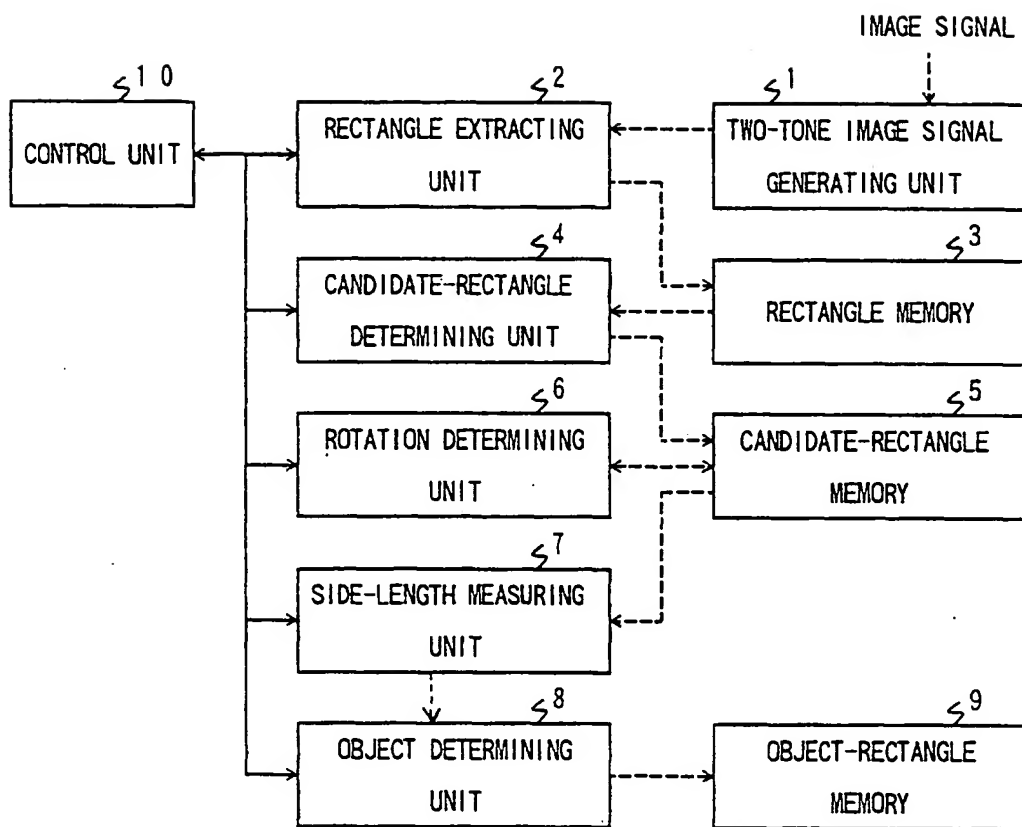 IMAGE SIGNAL
10
CONTROL UNIT
2
RECTANGLE EXTRACTING
UNIT
1
TWO-TONE IMAGE SIGNAL
GENERATING UNIT
4
CANDIDATE-RECTANGLE
DETERMINING UNIT
3
RECTANGLE MEMORY
6
ROTATION DETERMINING
UNIT
5
CANDIDATE-RECTANGLE
MEMORY
7
SIDE-LENGTH MEASURING
UNIT
8
OBJECT DETERMINING
UNIT
9
OBJECT-RECTANGLE
MEMORY